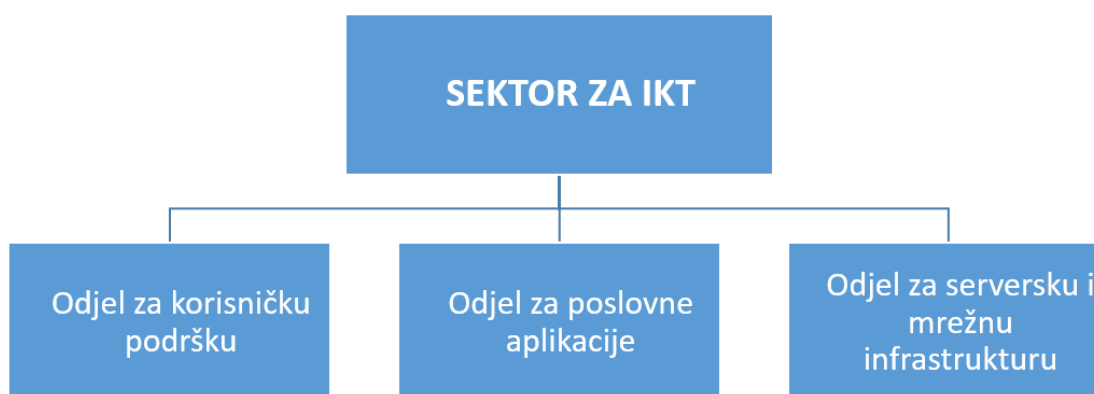 SEKTOR ZA IKT
Odjel za korisničku
podršku
Odjel za poslovne
aplikacije
Odjel za serversku i
mrežnu
infrastrukturu